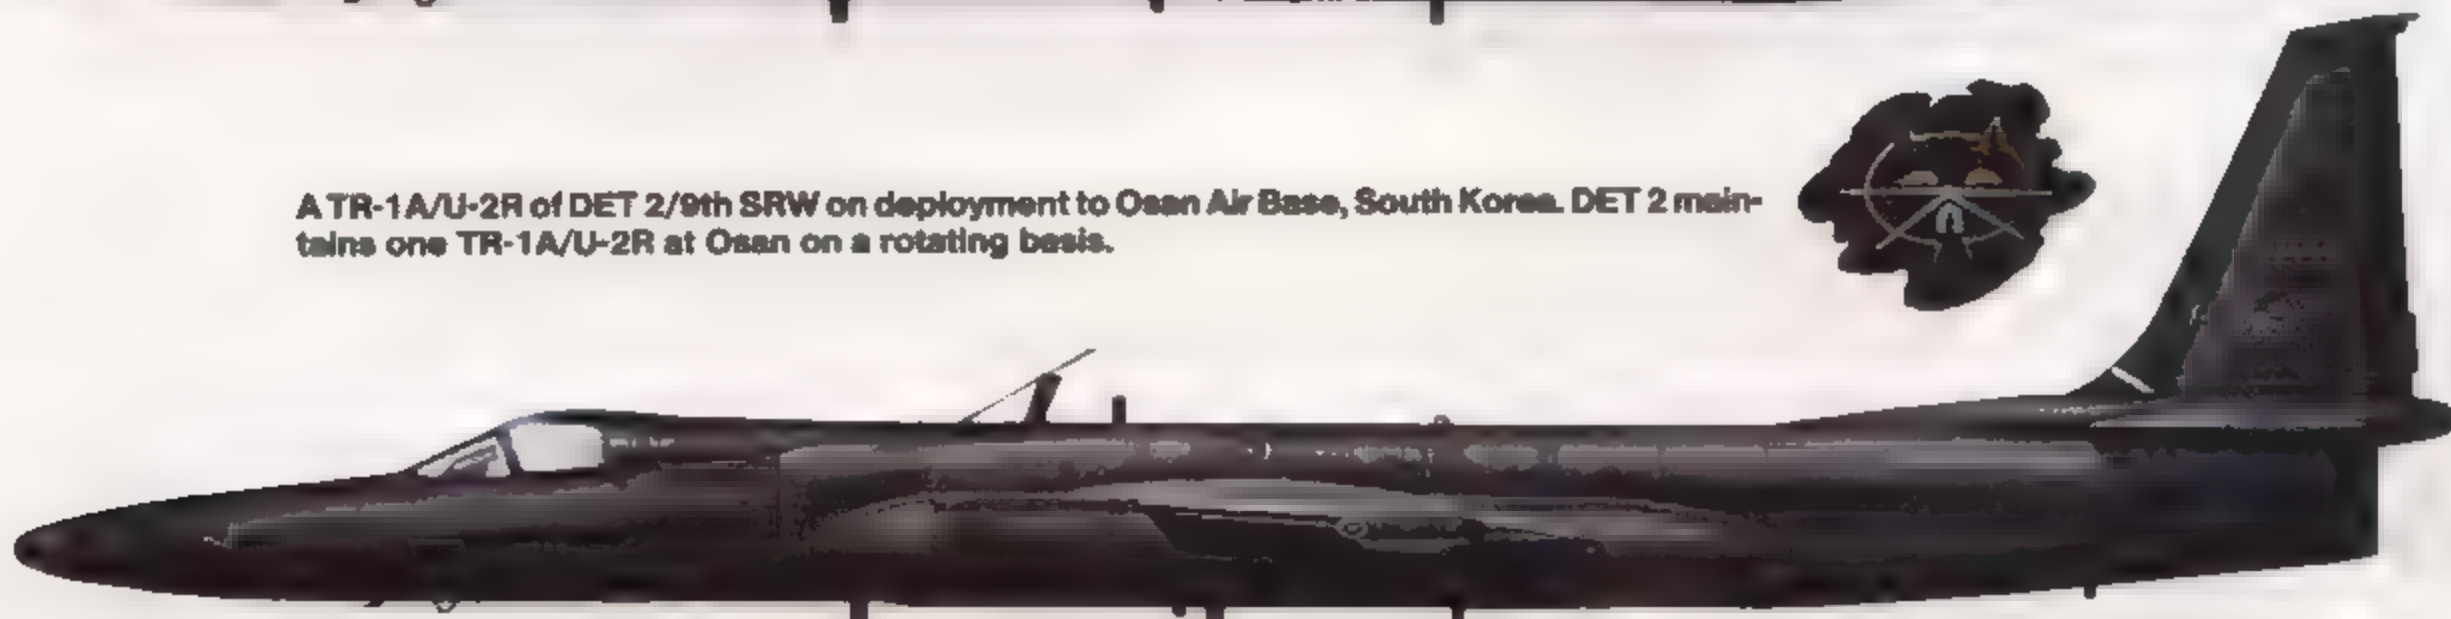 A TR-1A/U-2R of DET 2/9th SRW on deployment to Osan Air Base, South Korea. DET 2 main-
tains one TR-1A/U-2R at Osan on a rotating basis.